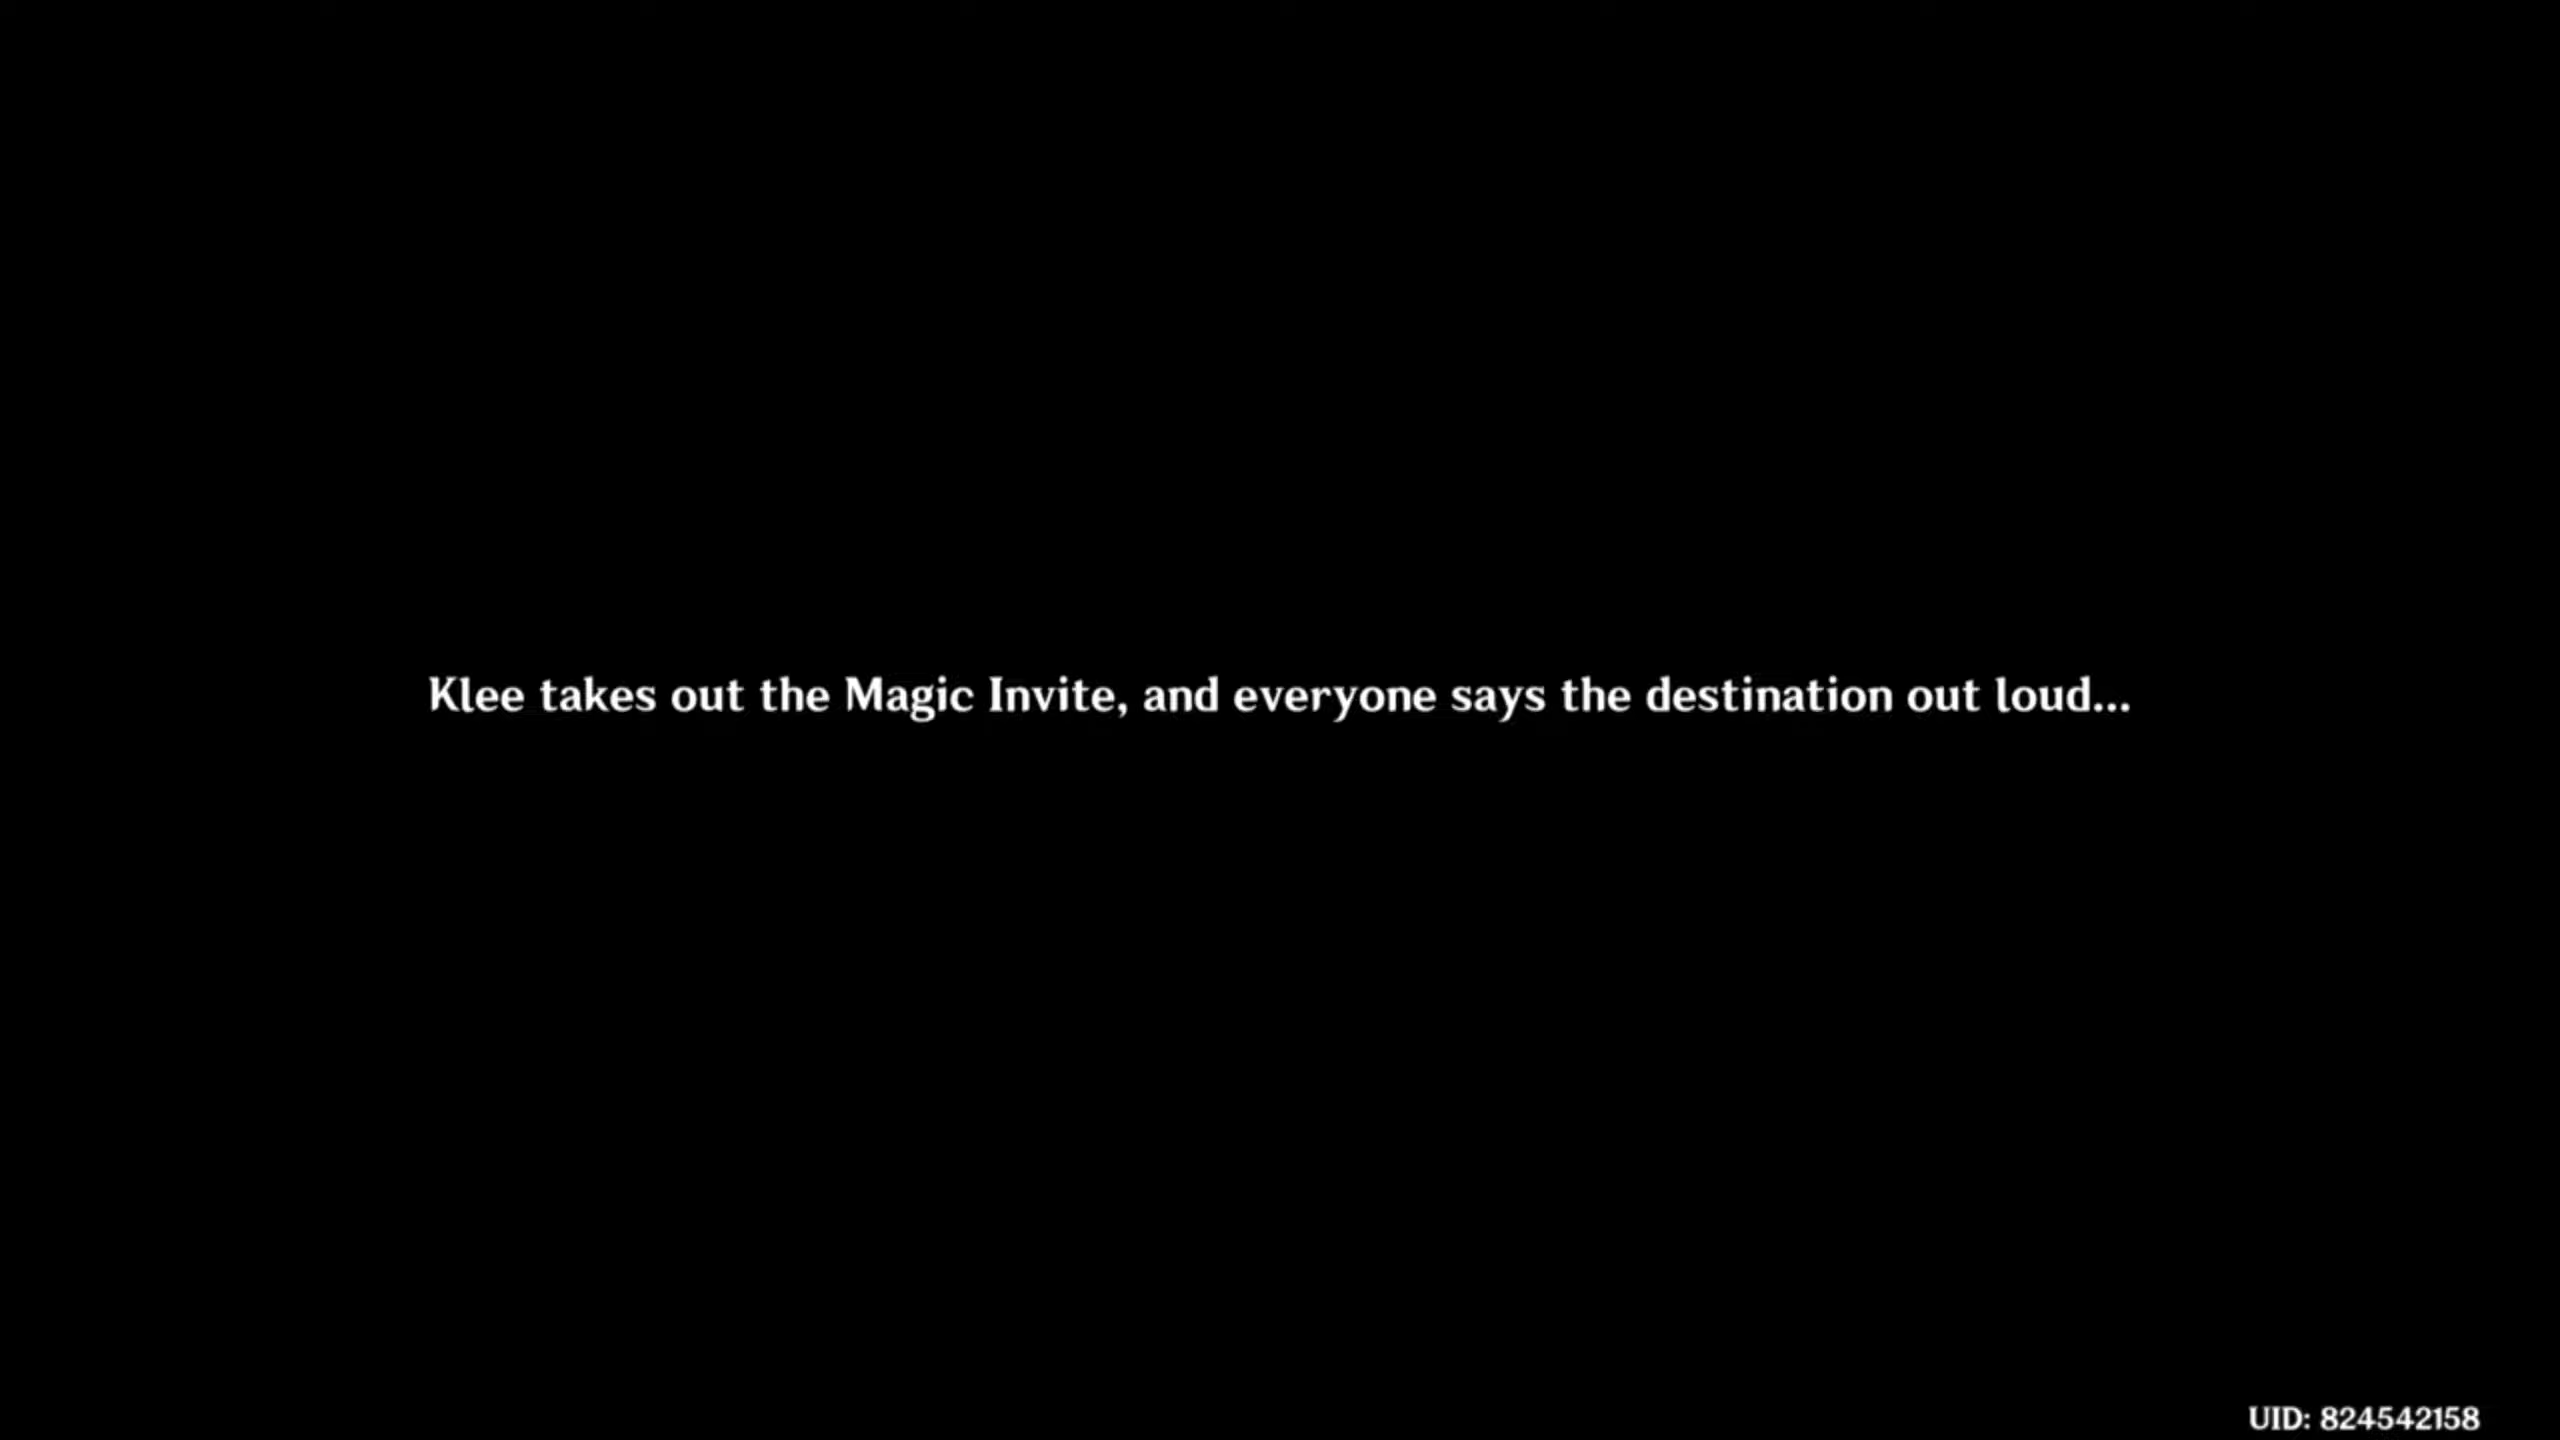 Klee takes out the Magic Invite, and everyone says the destination out loud...
UID: 824542158